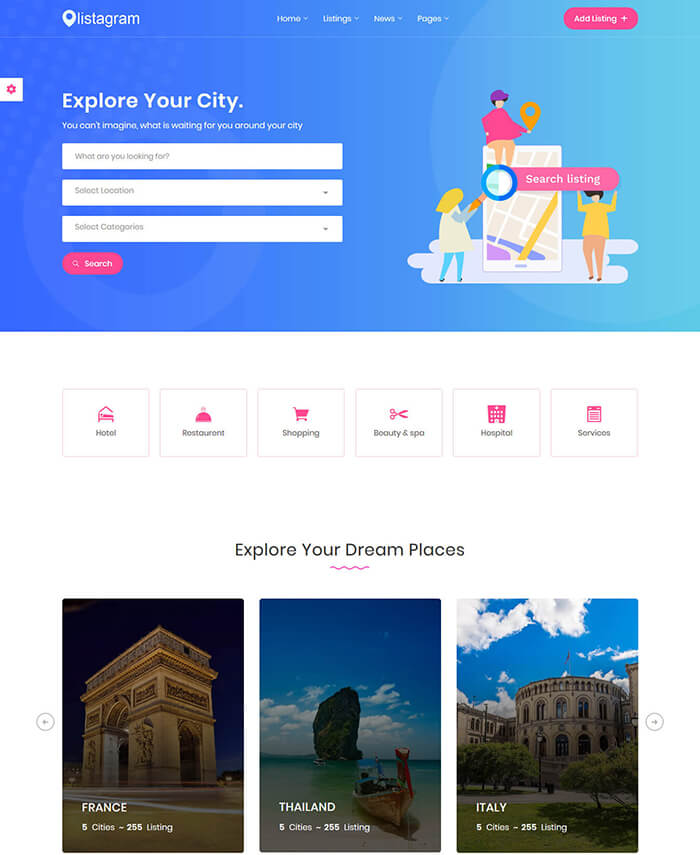 listagram
Home Listings News Pages
Add Listing +
Explore Your City.
You can't imagine, what is waiting for you around your city
What are you looking for?
Select Location
Select Categories
Search
Search listing
Hotel
Restaurent
Shopping
Beauty & spa
Hospital
Services
Explore Your Dream Places
FRANCE
5 Cities ~ 255 Listing
THAILAND
5 Cities ~ 255 Listing
ITALY
5 Cities ~ 255 Listing